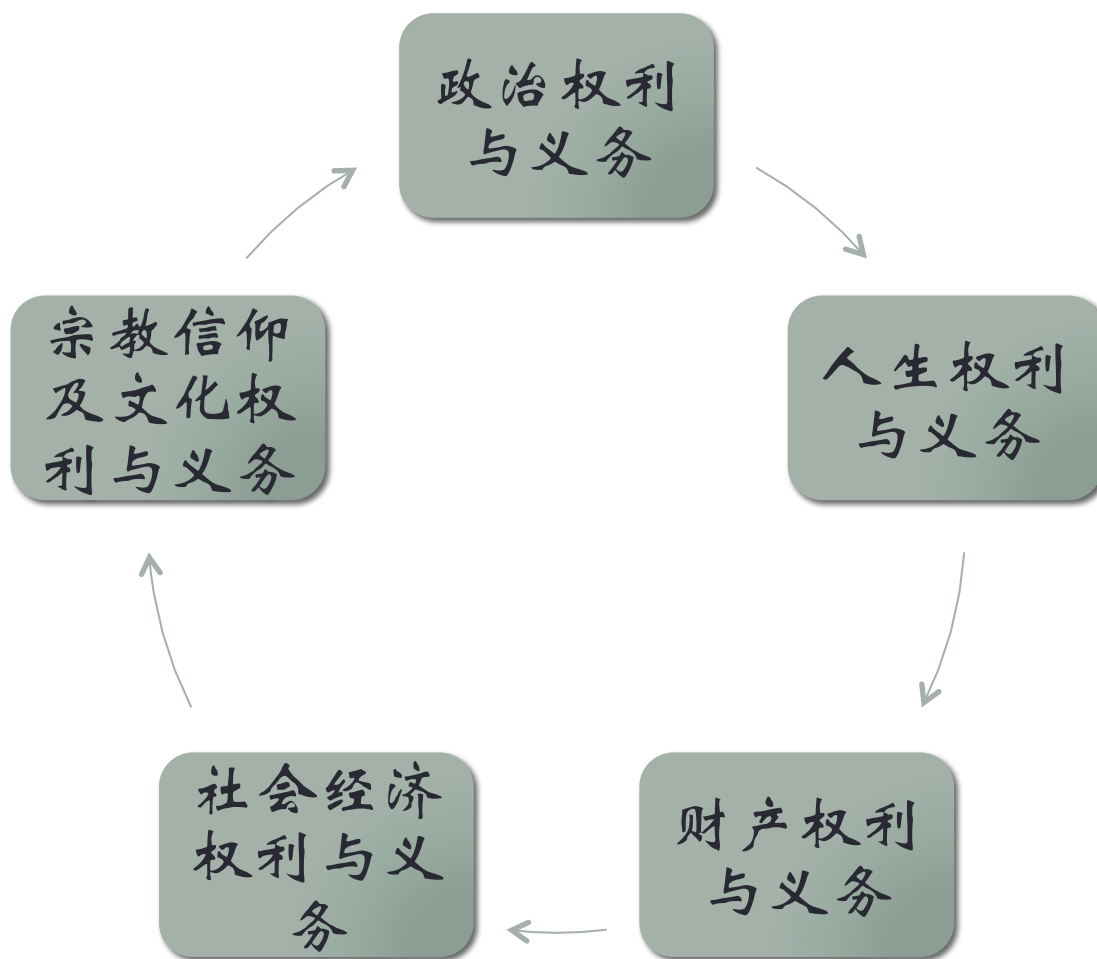 政治权利
与义务
人生权利
与义务
财产权利
与义务
社会经济
权利与义
务
宗教信仰
及文化权
利与义务